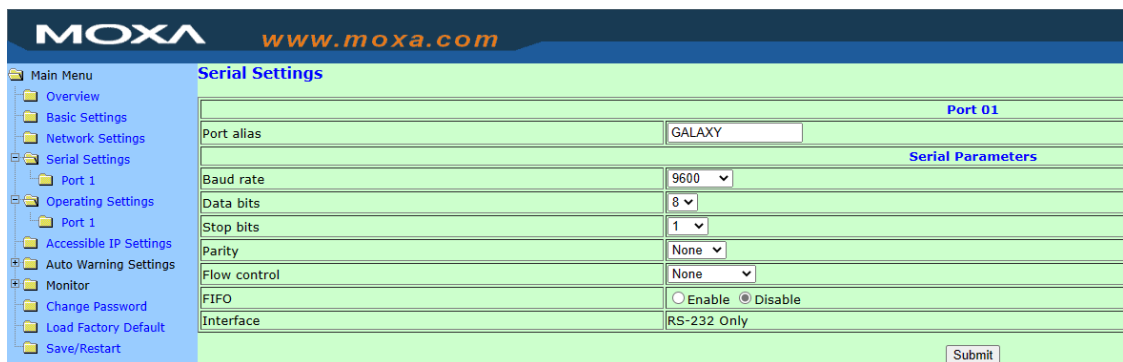 MOXA www.moxa.com
Main Menu
Overview
Basic Settings
Network Settings
Serial Settings
Port 1
Operating Settings
Port 1
Accessible IP Settings
Auto Warning Settings
Monitor
Change Password
Load Factory Default
Save/Restart
Serial Settings
Port 01
Port alias GALAXY
Serial Parameters
Baud rate 9600
Data bits 8
Stop bits 1
Parity None
Flow control None
FIFO Enable Disable
Interface RS-232 Only
Submit